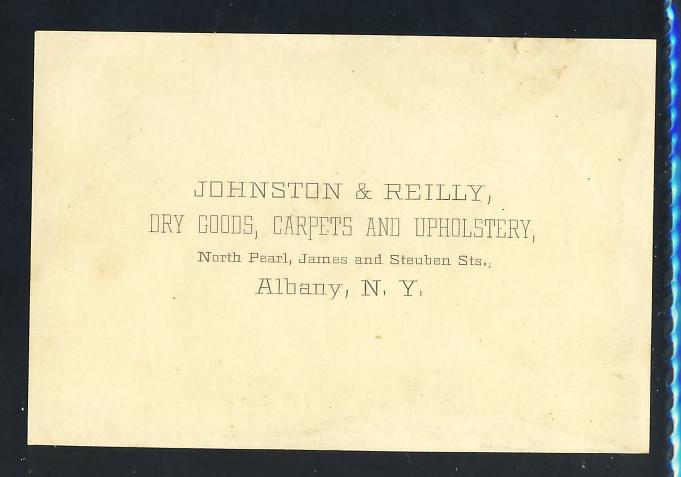 JOHNSTON & REILLY,
DRY GOODS, CARPETS AND UPHOLSTERY,
North Pearl, James and Steuben Sts.,
Albany, N. Y.